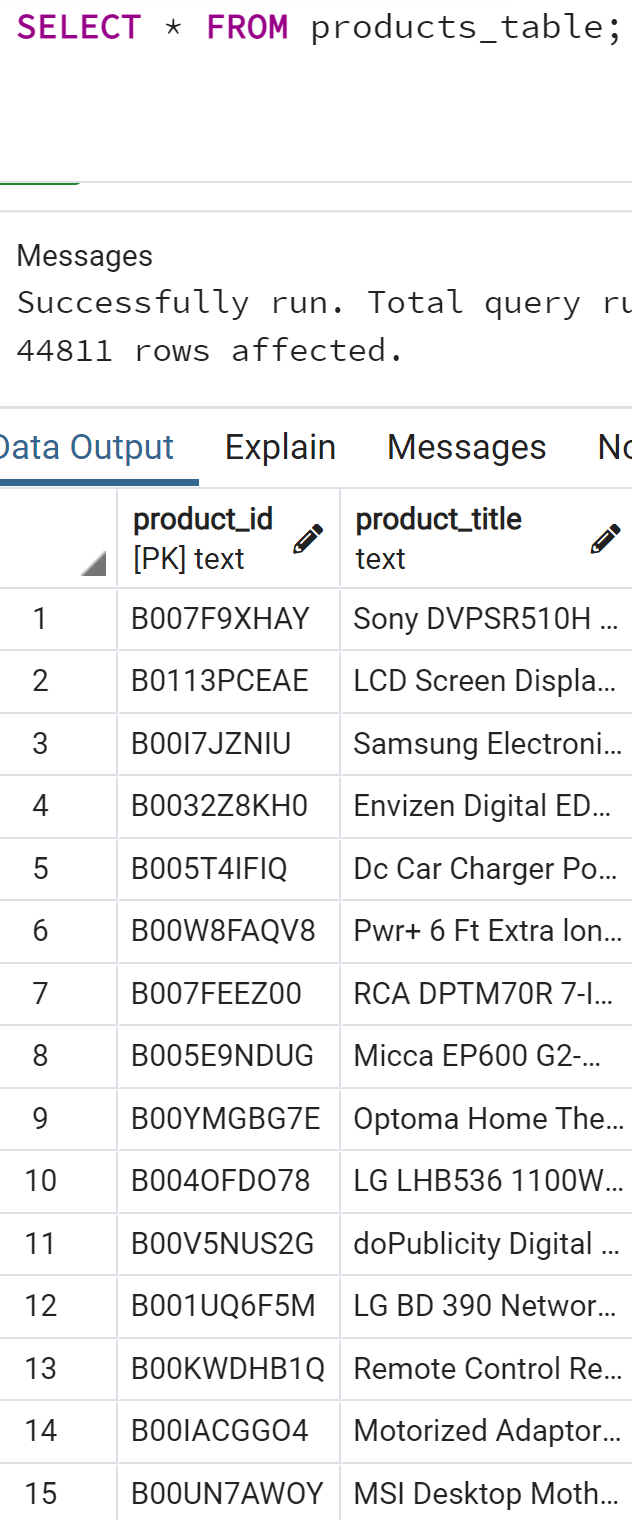 SELECT * FROM products_table;
Messages
Successfully run. Total query ru
44811 rows affected.
Data Output Explain Messages No
product_id product_title
[PK] text text
1 B007F9XHAY Sony DVPSR510H ...
2 B0113PCEAE LCD Screen Displa...
3 B00I7JZNIU Samsung Electroni...
4 B0032Z8KH0 Envizen Digital ED...
5 B005T4IFIQ Dc Car Charger Po...
6 B00W8FAQV8 Pwr+ 6 Ft Extra lon...
7 B007FEEZ00 RCA DPTM70R 7-I...
8 B005E9NDUG Micca EP600 G2-...
9 B00YMGBG7E Optoma Home The...
10 B004OFDO78 LG LHB536 1100W...
11 B00V5NUS2G doPublicity Digital ...
12 B001UQ6F5M LG BD 390 Networ...
13 B00KWDHB1Q Remote Control Re...
14 B00IACGGO4 Motorized Adaptor...
15 B00UN7AWOY MSI Desktop Moth...